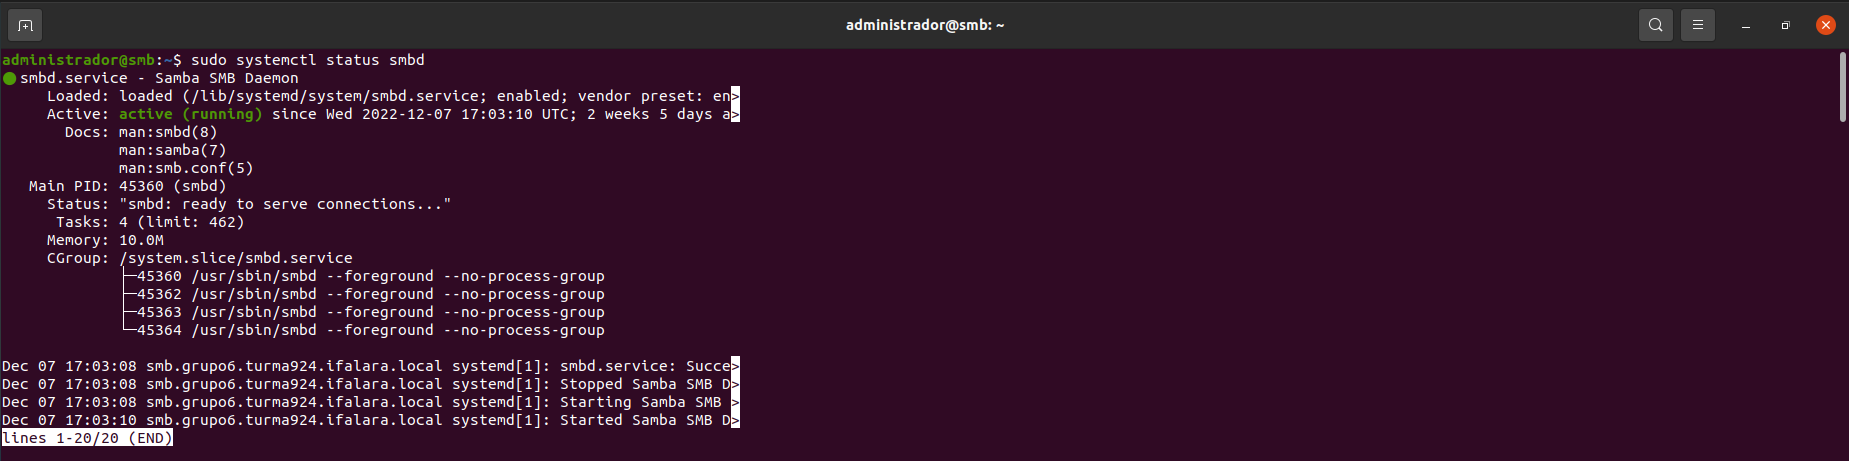 administrador@smb: ~
administrador@smb:~$ sudo systemctl status smbd
● smbd.service - Samba SMB Daemon
     Loaded: loaded (/lib/systemd/system/smbd.service; enabled; vendor preset: en>
     Active: active (running) since Wed 2022-12-07 17:03:10 UTC; 2 weeks 5 days a>
       Docs: man:smbd(8)
             man:samba(7)
             man:smb.conf(5)
   Main PID: 45360 (smbd)
     Status: "smbd: ready to serve connections..."
      Tasks: 4 (limit: 462)
     Memory: 10.0M
     CGroup: /system.slice/smbd.service
             ├─45360 /usr/sbin/smbd --foreground --no-process-group
             ├─45362 /usr/sbin/smbd --foreground --no-process-group
             ├─45363 /usr/sbin/smbd --foreground --no-process-group
             └─45364 /usr/sbin/smbd --foreground --no-process-group
Dec 07 17:03:08 smb.grupo6.turma924.ifalara.local systemd[1]: smbd.service: Succe>
Dec 07 17:03:08 smb.grupo6.turma924.ifalara.local systemd[1]: Stopped Samba SMB D>
Dec 07 17:03:08 smb.grupo6.turma924.ifalara.local systemd[1]: Starting Samba SMB >
Dec 07 17:03:10 smb.grupo6.turma924.ifalara.local systemd[1]: Started Samba SMB D>
lines 1-20/20 (END)